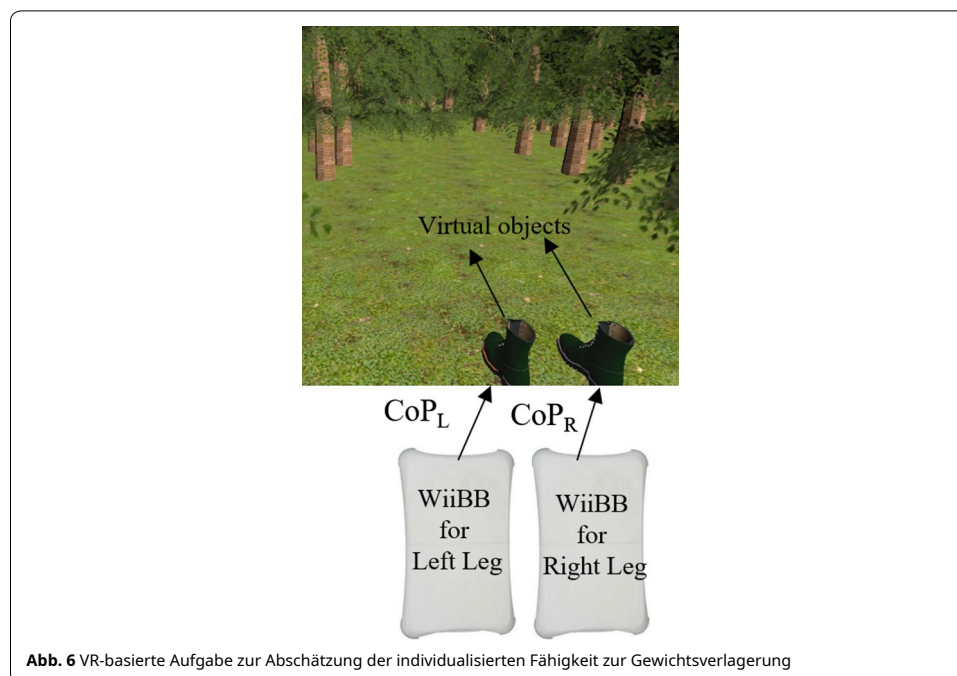 Virtual objects
CoP_L CoP_R
WiiBB
for
Left Leg
WiiBB
for
Right Leg
Abb. 6 VR-basierte Aufgabe zur Abschätzung der individualisierten Fähigkeit zur Gewichtsverlagerung